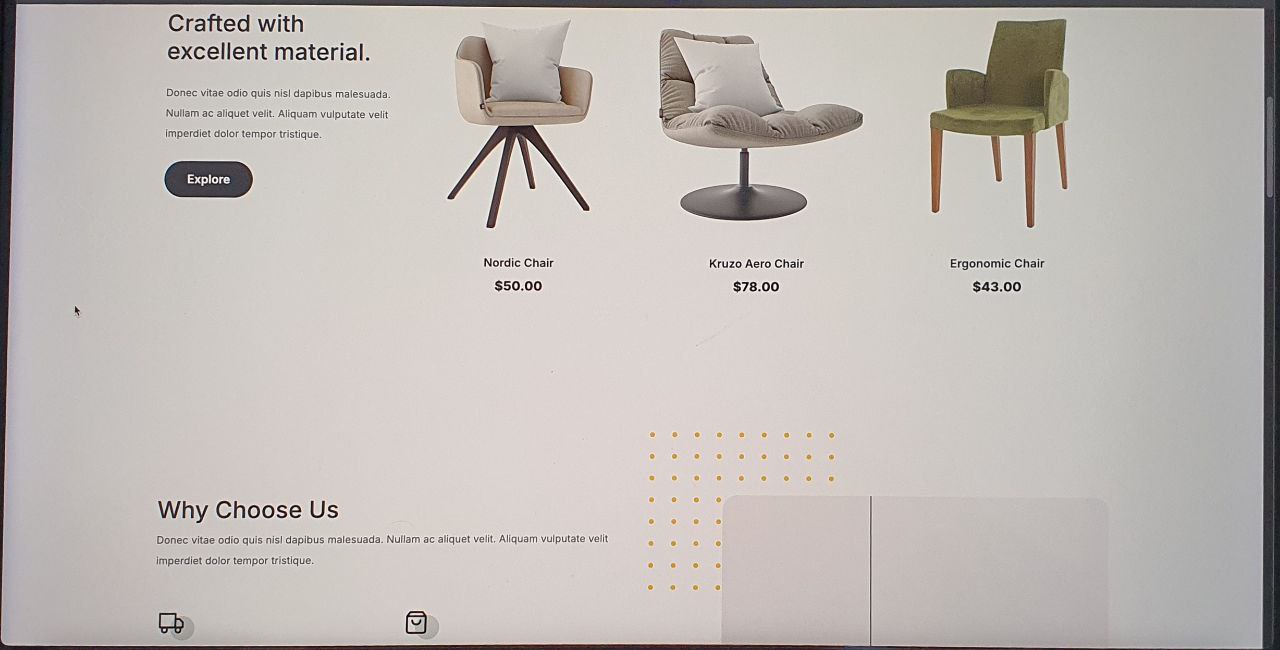 Crafted with
excellent material.
Donec vitae odio quis nisl dapibus malesuada.
Nullam ac aliquet velit. Aliquam vulputate velit
imperdiet dolor tempor tristique.
Explore
Nordic Chair
$50.00
Kruzo Aero Chair
$78.00
Ergonomic Chair
$43.00
Why Choose Us
Donec vitae odio quis nisl dapibus malesuada. Nullam ac aliquet velit. Aliquam vulputate velit
imperdiet dolor tempor tristique.